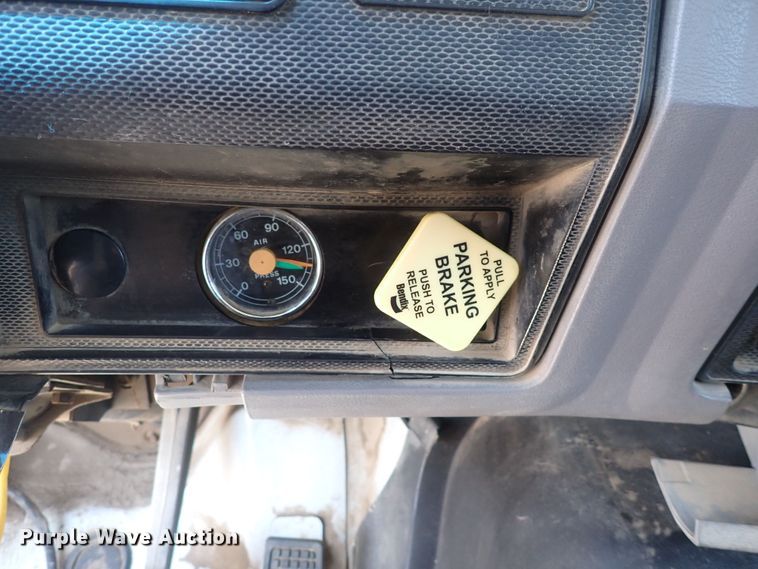 60 90
AIR
30 120
PRESS
0 150
PULL
TO APPLY
PARKING
BRAKE
PUSH TO
RELEASE
Bendix
Purple Wave Auction